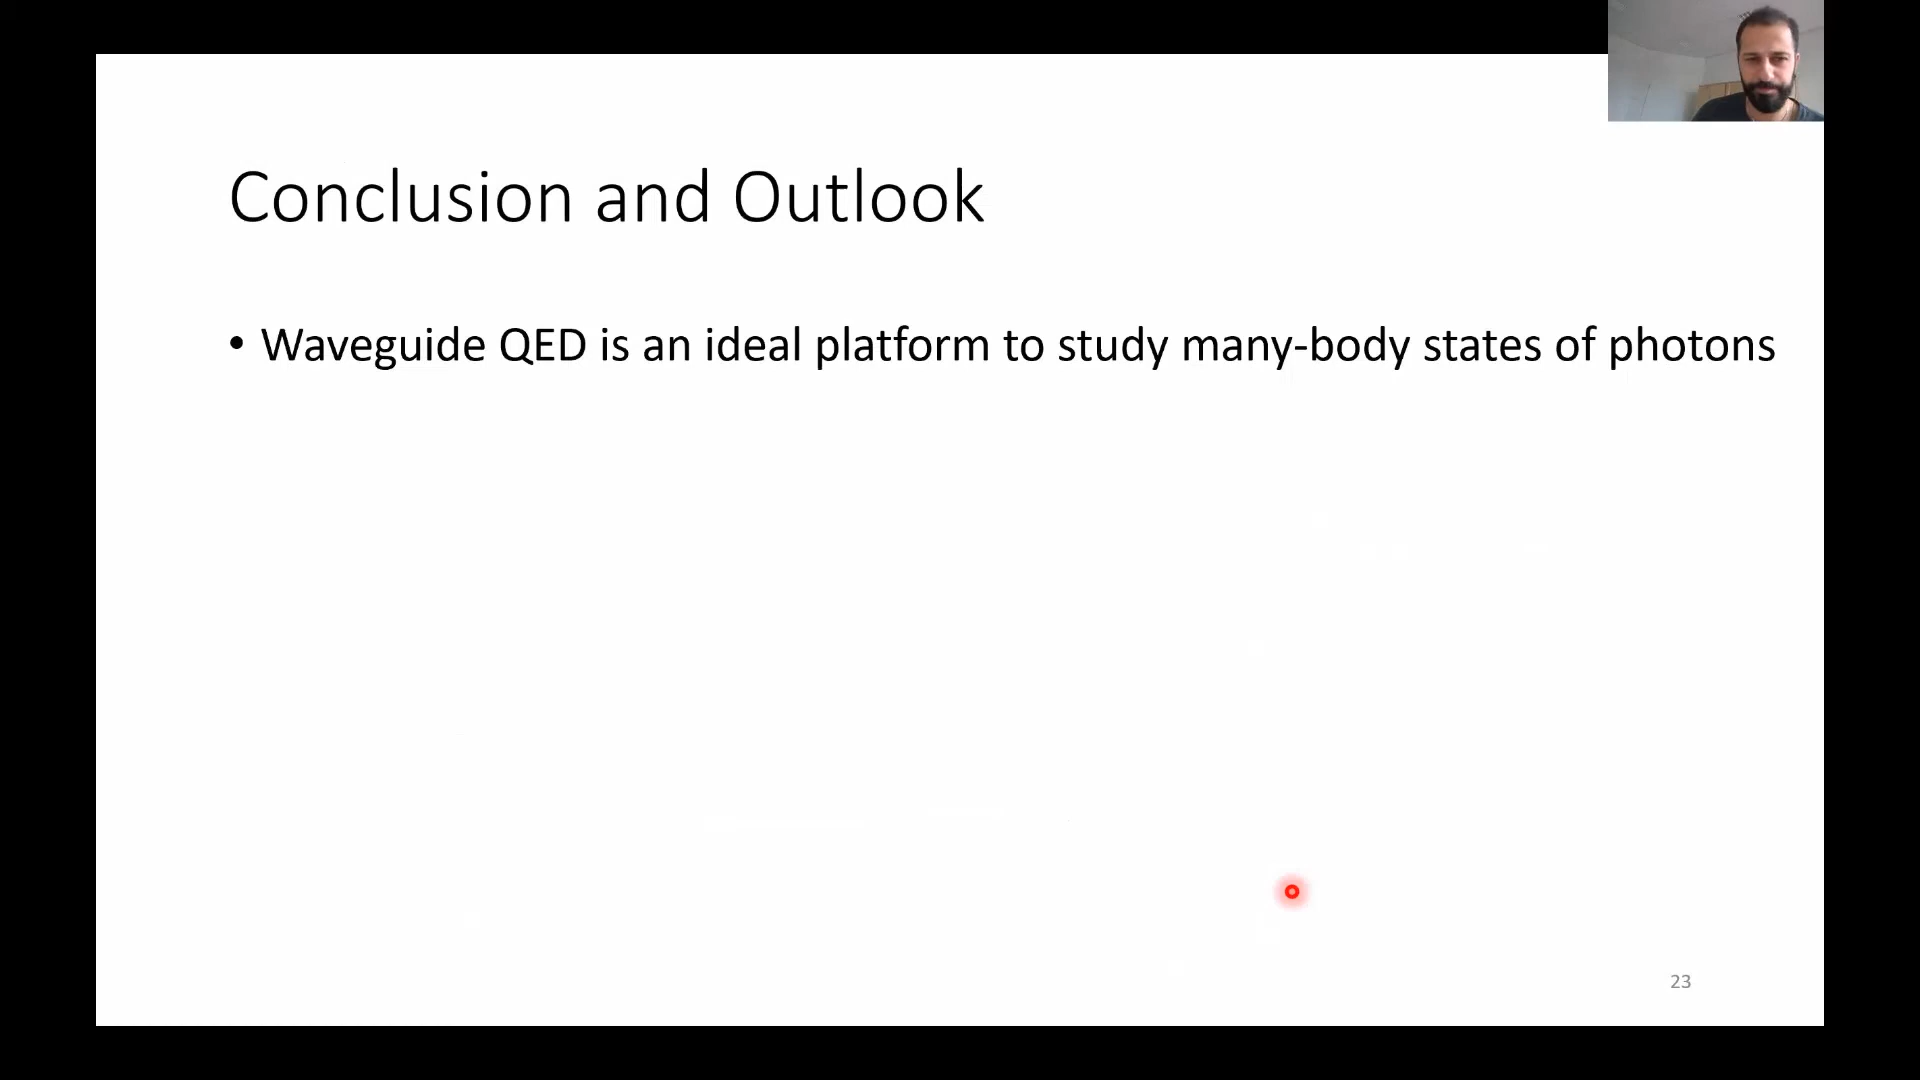 Conclusion and Outlook
• Waveguide QED is an ideal platform to study many-body states of photons
23